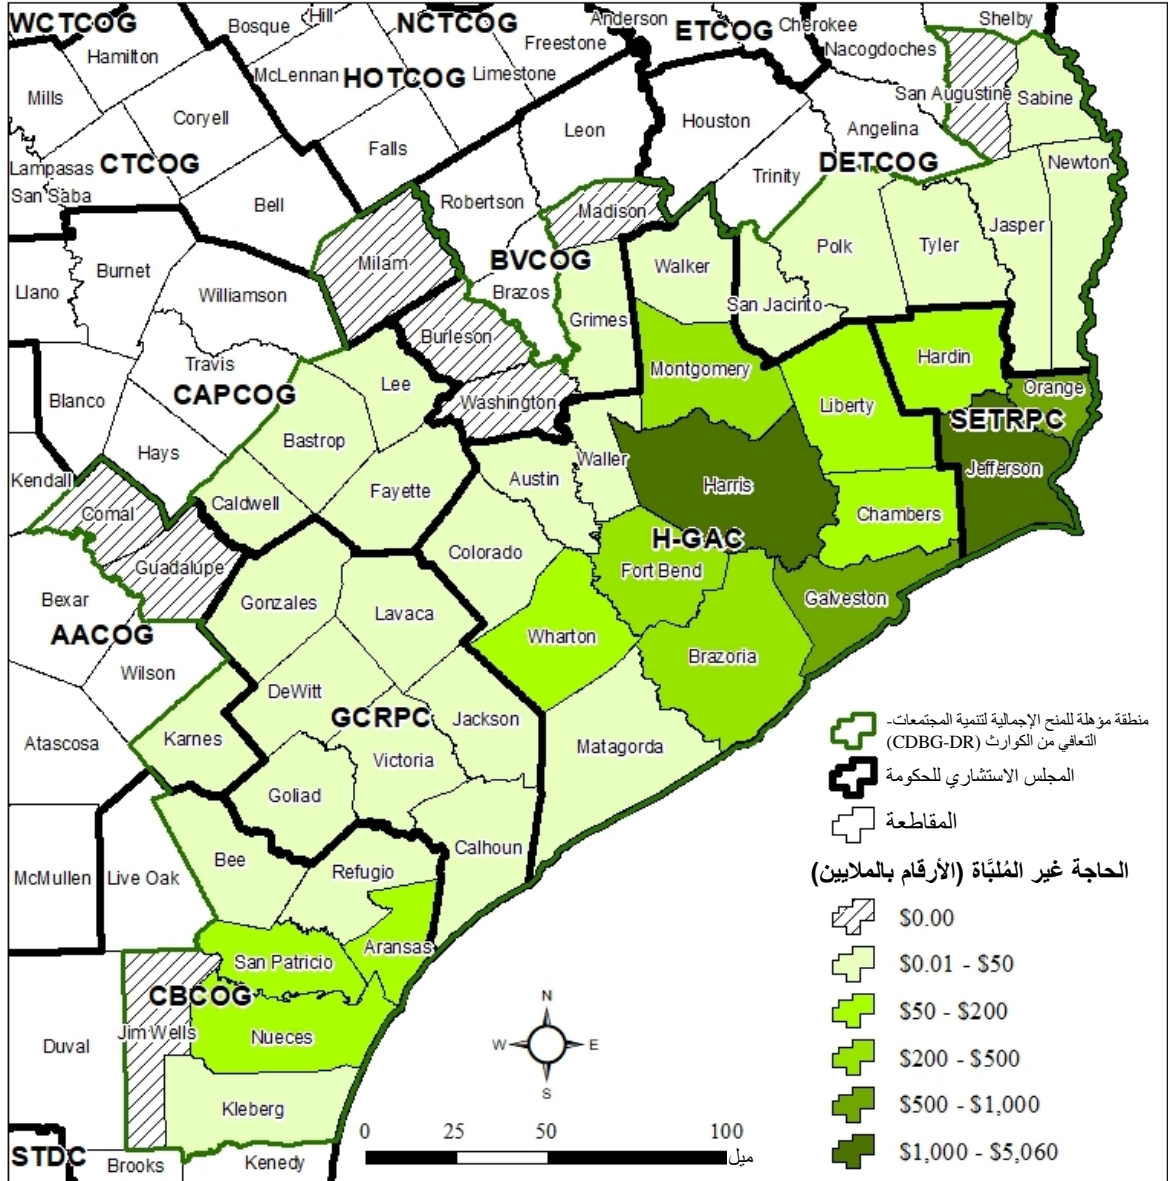 WCTCOG
Hamilton
Bosque
Hill
NCTCOG
Freestone
Anderson
ETCOG
Cherokee
Nacogdoches
Shelby
McLennan
HOTCOG
Limestone
Mills
Coryell
Leon
Houston
San Augustine
Sabine
Angelina
Falls
Lampasas
CTCOG
DETCOG
Newton
San Saba
Bell
Robertson
Madison
Trinity
Jasper
Polk
Tyler
Milam
BVCOG
Walker
Burnet
Llano
Williamson
Brazos
San Jacinto
Grimes
Burleson
Travis
Montgomery
Hardin
CAPCOG
Lee
Orange
Blanco
Washington
Liberty
SETRPC
Bastrop
Hays
Waller
Jefferson
Kendall
Austin
Harris
Caldwell
Fayette
Comal
Chambers
H-GAC
Colorado
Guadalupe
Fort Bend
Bexar
Gonzales
Lavaca
Galveston
AACOG
Wharton
Brazoria
Wilson
DeWitt
GCRPC
Jackson
Karnes
Atascosa
Victoria
Matagorda
Goliad
Calhoun
Bee
Refugio
McMullen
Live Oak
Aransas
San Patricio
CBCOG
Jim Wells
Nueces
Duval
Kleberg
STDC
Brooks
Kenedy
N
W E
S
0 25 50 100
ميل
منطقة مؤهلة للمنح الإجمالية لتنمية المجتمعات-
التعافي من الكوارث (CDBG-DR)
المجلس الاستشاري للحكومة
المقاطعة
الحاجة غير المُلبَّاة (الأرقام بالملايين)
$0.00
$0.01 - $50
$50 - $200
$200 - $500
$500 - $1,000
$1,000 - $5,060